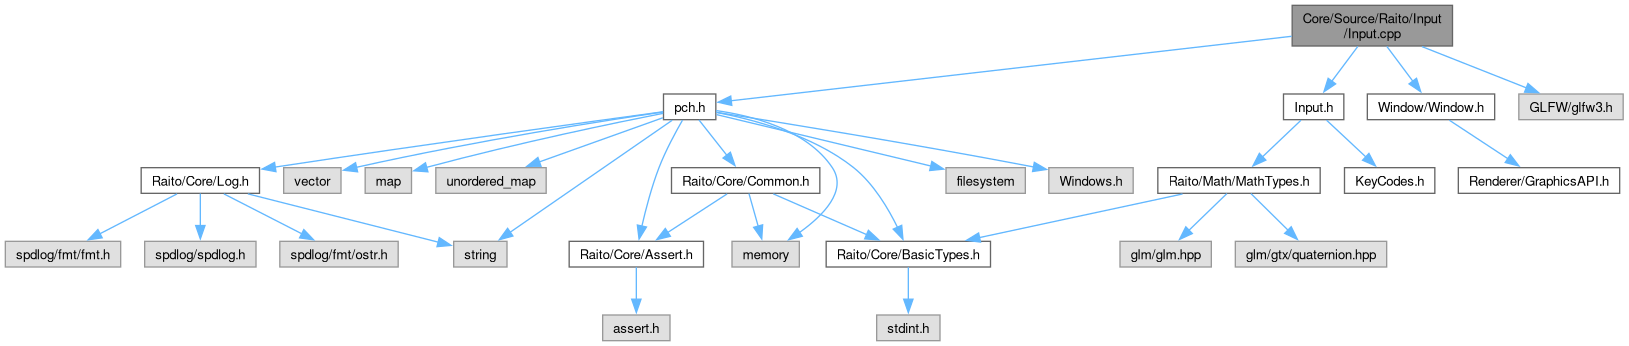 Core/Source/Raito/Input
/Input.cpp
pch.h
Input.h
Window/Window.h
GLFW/glfw3.h
Raito/Core/Log.h
vector
map
unordered_map
Raito/Core/Common.h
filesystem
Windows.h
Raito/Math/MathTypes.h
KeyCodes.h
Renderer/GraphicsAPI.h
spdlog/fmt/fmt.h
spdlog/spdlog.h
spdlog/fmt/ostr.h
string
Raito/Core/Assert.h
memory
Raito/Core/BasicTypes.h
glm/glm.hpp
glm/gtx/quaternion.hpp
assert.h
stdint.h